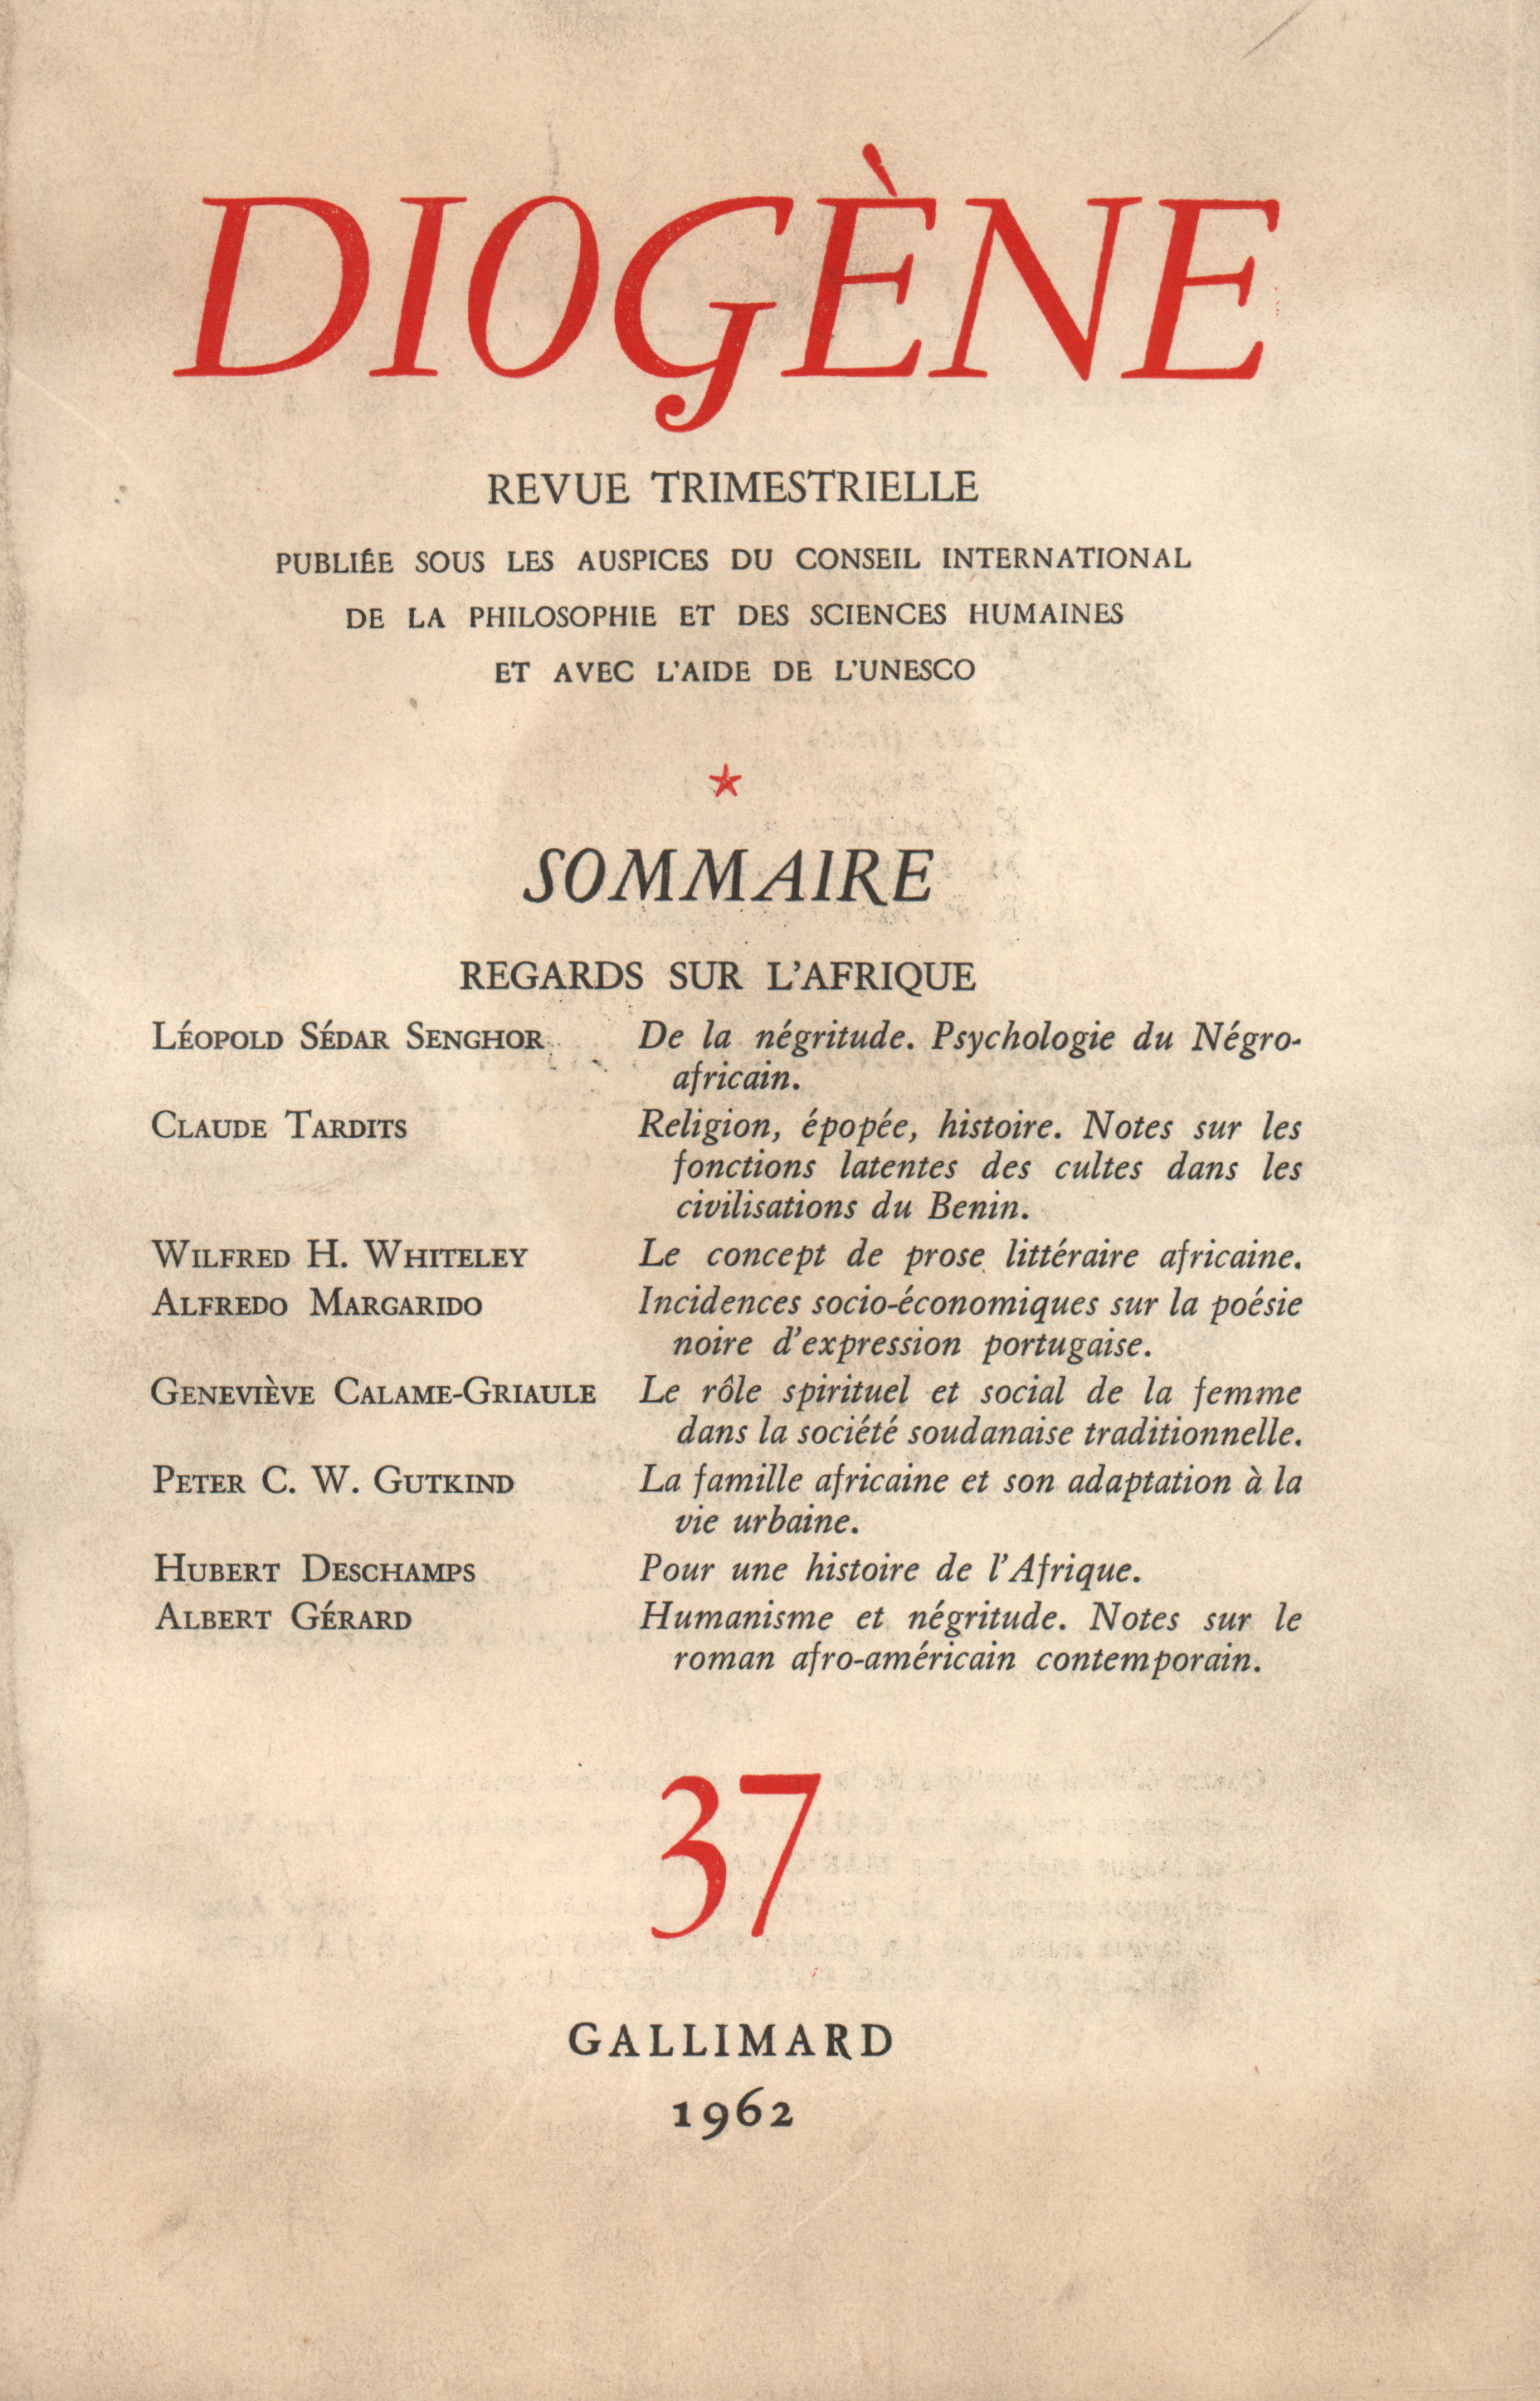 DIOGÈNE
REVUE TRIMESTRIELLE
PUBLIÉE SOUS LES AUSPICES DU CONSEIL INTERNATIONAL
DE LA PHILOSOPHIE ET DES SCIENCES HUMAINES
ET AVEC L'AIDE DE L'UNESCO
SOMMAIRE
REGARDS SUR L'AFRIQUE
LÉOPOLD SÉDAR SENGHOR De la négritude. Psychologie du Négro-
africain.
CLAUDE TARDITS Religion, épopée, histoire. Notes sur les
fonctions latentes des cultes dans les
civilisations du Benin.
WILFRED H. WHITELEY Le concept de prose littéraire africaine.
ALFREDO MARGARIDO Incidences socio-économiques sur la poésie
noire d'expression portugaise.
GENEVIÈVE CALAME-GRIAULE Le rôle spirituel et social de la femme
dans la société soudanaise traditionnelle.
PETER C. W. GUTKIND La famille africaine et son adaptation à la
vie urbaine.
HUBERT DESCHAMPS Pour une histoire de l'Afrique.
ALBERT GÉRARD Humanisme et négritude. Notes sur le
roman afro-américain contemporain.
37
GALLIMARD
1962